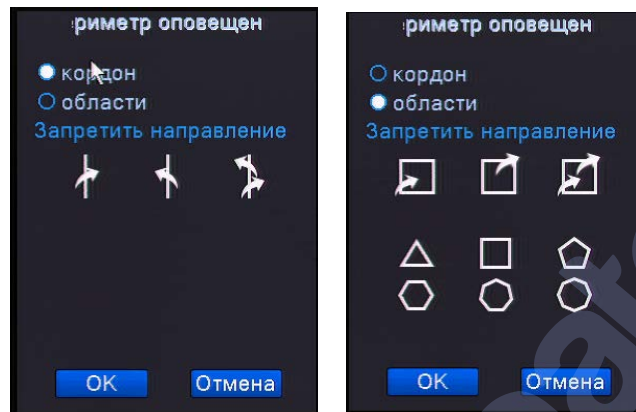 риметр оповещен
кордон
области
Запретить направление
OK Отмена
риметр оповещен
кордон
области
Запретить направление
OK Отмена